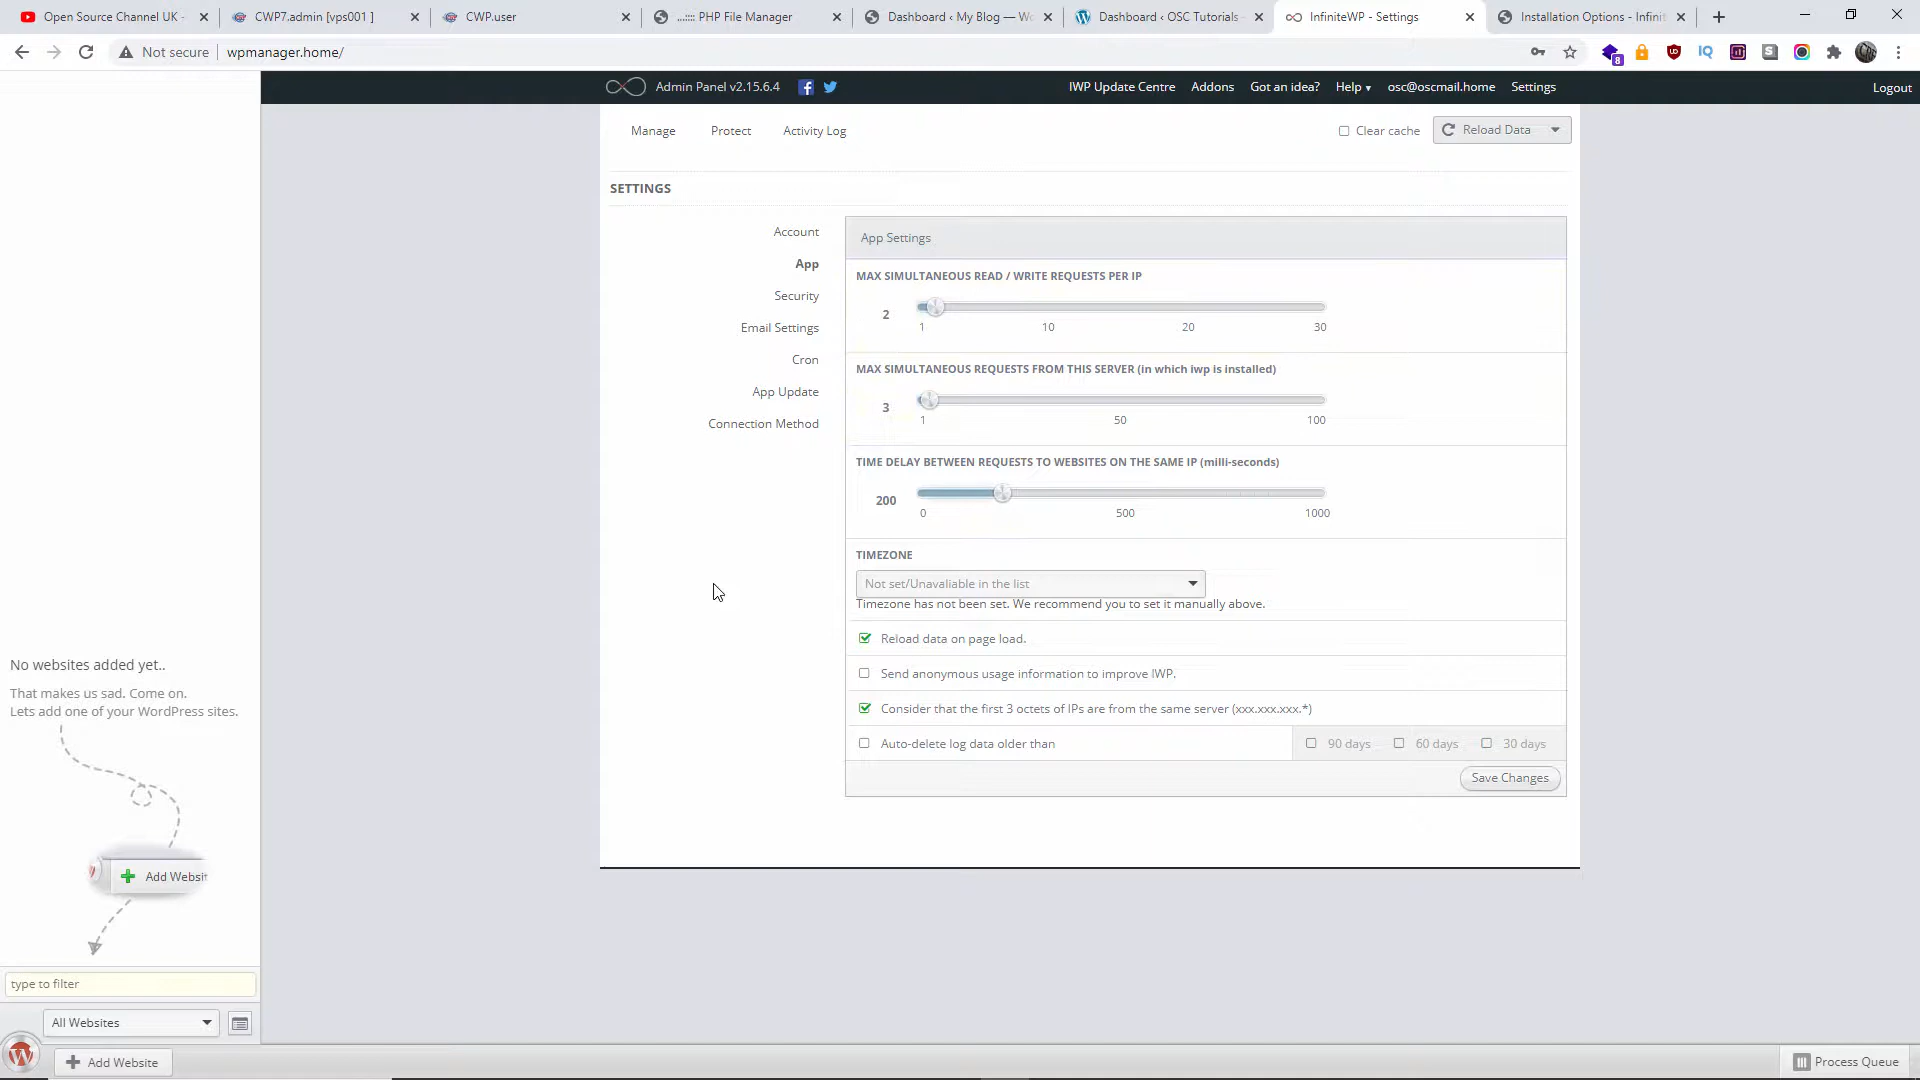 Open Source Channel UK -
CWP7.admin [vps001 ]
CWP.user
..:::: PHP File Manager
Dashboard ‹ My Blog — Wo
Dashboard ‹ OSC Tutorials
InfiniteWP - Settings
Installation Options - Infinit
Not secure
wpmanager.home/
8
Admin Panel v2.15.6.4
IWP Update Centre
Addons
Got an idea?
Help
osc@oscmail.home
Settings
Logout
Manage
Protect
Activity Log
Clear cache
Reload Data
SETTINGS
Account
App
Security
Email Settings
Cron
App Update
Connection Method
App Settings
MAX SIMULTANEOUS READ / WRITE REQUESTS PER IP
2
1 10 20 30
MAX SIMULTANEOUS REQUESTS FROM THIS SERVER (in which iwp is installed)
3
1 50 100
TIME DELAY BETWEEN REQUESTS TO WEBSITES ON THE SAME IP (milli-seconds)
200
0 500 1000
TIMEZONE
Not set/Unavaliable in the list
Timezone has not been set. We recommend you to set it manually above.
Reload data on page load.
Send anonymous usage information to improve IWP.
Consider that the first 3 octets of IPs are from the same server (xxx.xxx.xxx.*)
Auto-delete log data older than
90 days
60 days
30 days
Save Changes
No websites added yet..
That makes us sad. Come on.
Lets add one of your WordPress sites.
Add Websit
type to filter
All Websites
Add Website
Process Queue